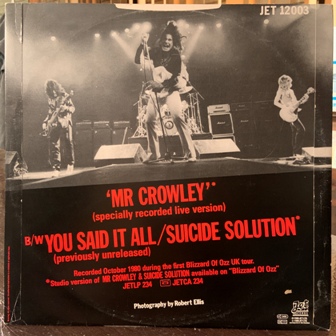 JET 12003
'MR CROWLEY'*
(specially recorded live version)
B/W YOU SAID IT ALL/SUICIDE SOLUTION*
(previously unreleased)
Recorded October 1980 during the first Blizzard Of Ozz UK tour.
*Studio version of MR CROWLEY & SUICIDE SOLUTION available on "Blizzard Of Ozz"
JETLP 234 JETCA 234
Photography by Robert Ellis
Jet